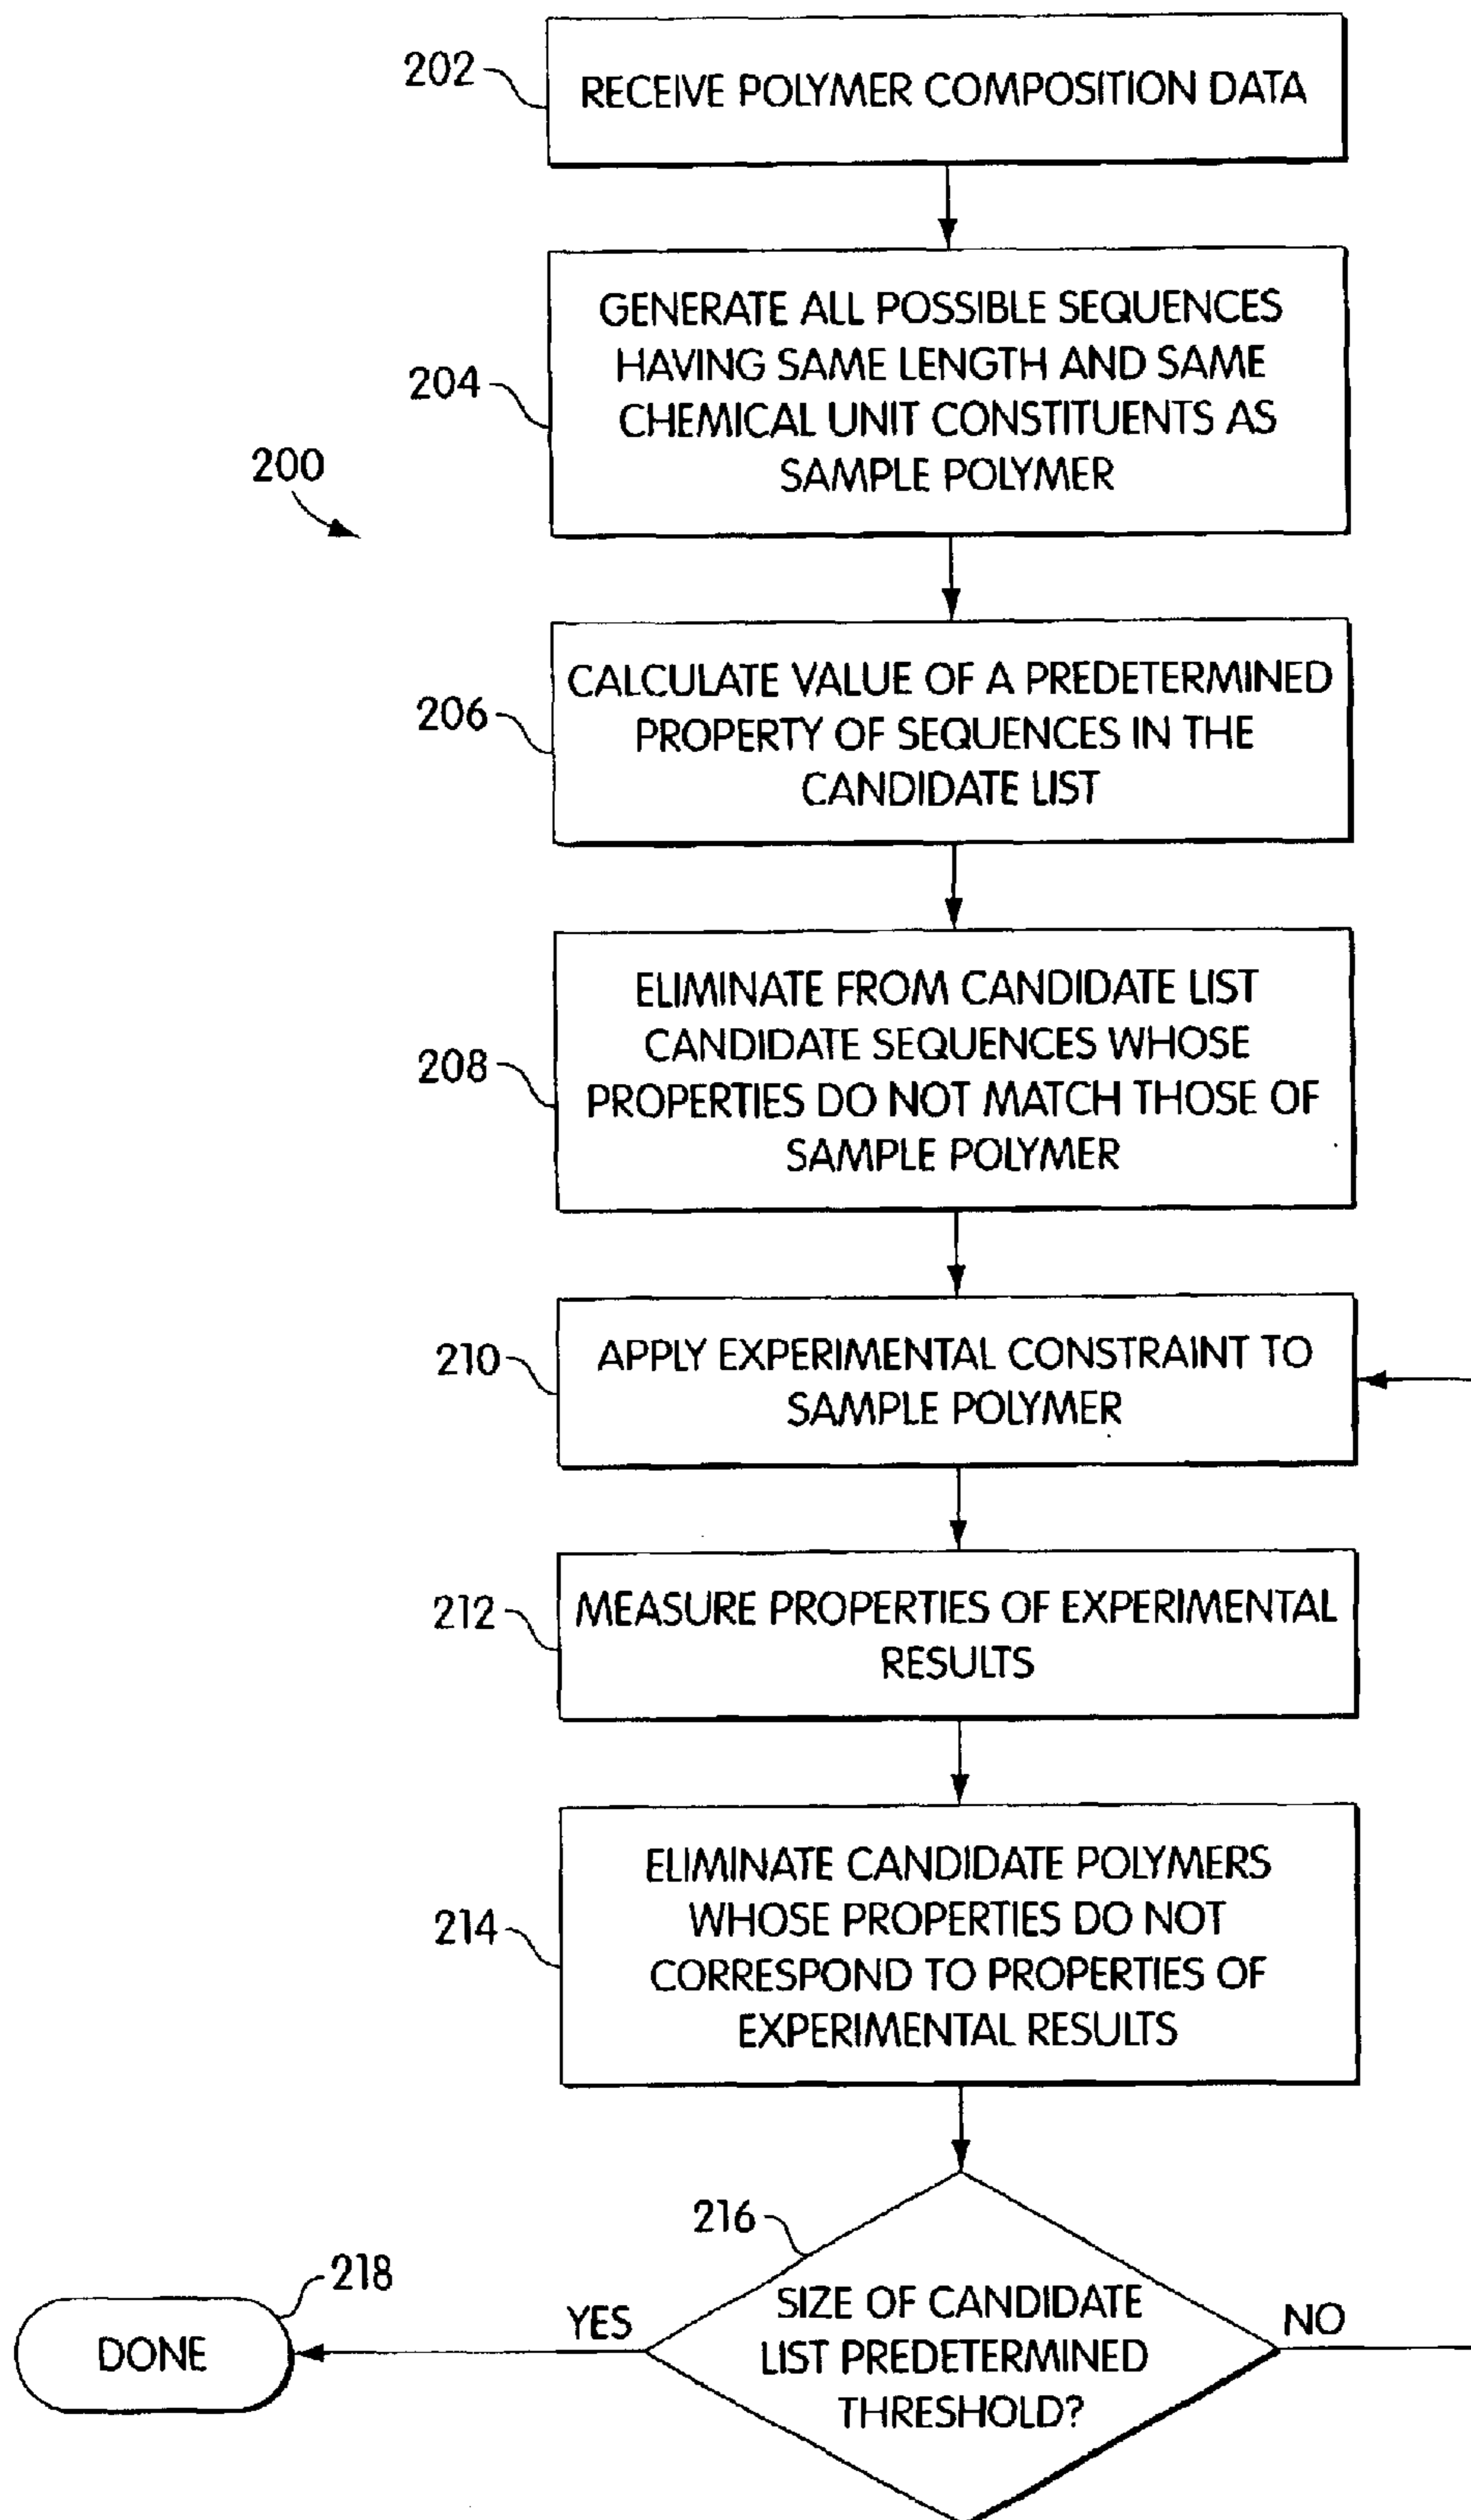 202
RECEIVE POLYMER COMPOSITION DATA
204
GENERATE ALL POSSIBLE SEQUENCES
HAVING SAME LENGTH AND SAME
CHEMICAL UNIT CONSTITUENTS AS
SAMPLE POLYMER
200
206
CALCULATE VALUE OF A PREDETERMINED
PROPERTY OF SEQUENCES IN THE
CANDIDATE LIST
208
ELIMINATE FROM CANDIDATE LIST
CANDIDATE SEQUENCES WHOSE
PROPERTIES DO NOT MATCH THOSE OF
SAMPLE POLYMER
210
APPLY EXPERIMENTAL CONSTRAINT TO
SAMPLE POLYMER
212
MEASURE PROPERTIES OF EXPERIMENTAL
RESULTS
214
ELIMINATE CANDIDATE POLYMERS
WHOSE PROPERTIES DO NOT
CORRESPOND TO PROPERTIES OF
EXPERIMENTAL RESULTS
216
SIZE OF CANDIDATE
LIST PREDETERMINED
THRESHOLD?
YES
NO
218
DONE